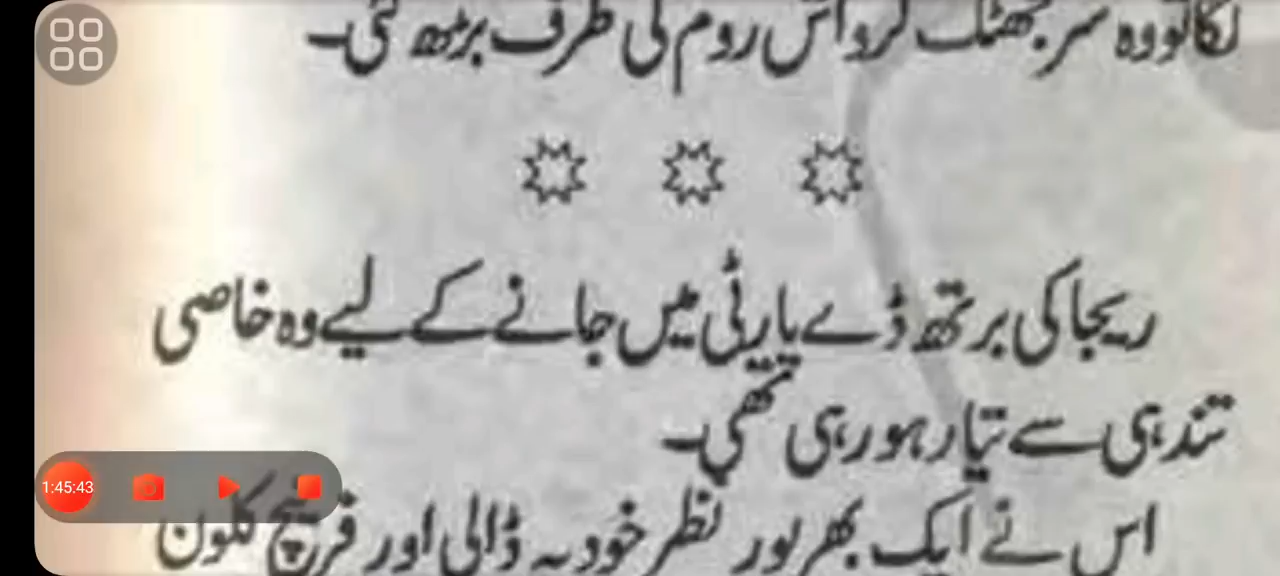 لگا تو وہ سر جھٹک کر واش روم کی طرف بڑھ گئی۔
ریجا کی برتھ ڈے پارٹی میں جانے کے لیے وہ خاصی
تندہی سے تیار ہو رہی تھی۔
اس نے ایک بھرپور نظر خود پہ ڈالی اور فرنچ کلون
1:45:43